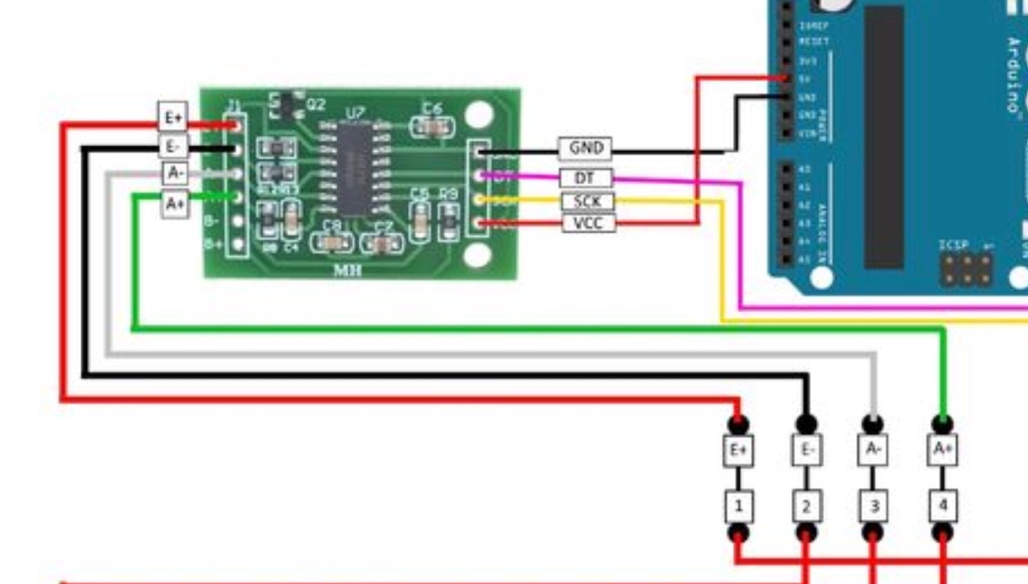 IOREF
RESET
3V3
5V
GND
GND
VIN
POWER
Arduino
A0
A1
A2
A3
A4
A5
ANALOG IN
ICSP
J1
Q2
U7
C6
E+
E-
A-
A+
B-
B+
C5
R9
C8
C7
C4
MH
GND
DT
SCK
VCC
E+
E-
A-
A+
1
2
3
4